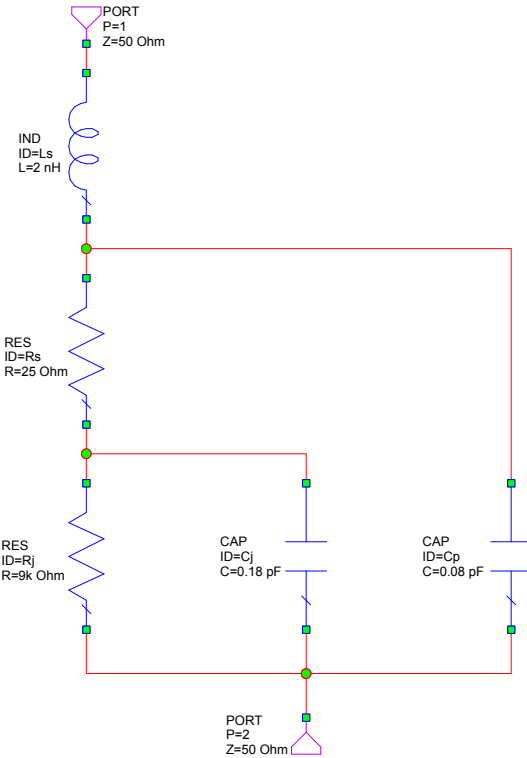 PORT
P=1
Z=50 Ohm
IND
ID=Ls
L=2 nH
RES
ID=Rs
R=25 Ohm
RES
ID=Rj
R=9k Ohm
CAP
ID=Cj
C=0.18 pF
CAP
ID=Cp
C=0.08 pF
PORT
P=2
Z=50 Ohm